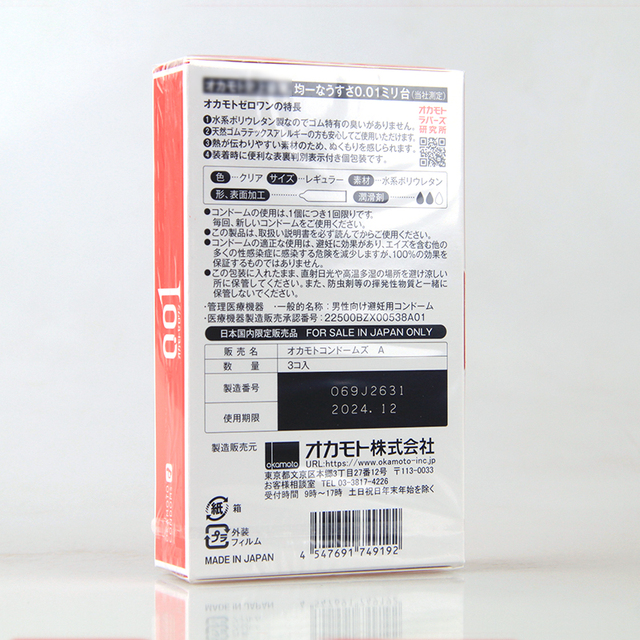 均一なうすさ0.01ミリ台(当社測定)
オカモトゼロワンの特長
❶水系ポリウレタン製なのでゴム特有の臭いがありません。
❷天然ゴムラテックスアレルギーの方も安心してご使用いただけます。
❸熱が伝わりやすい素材のため、ぬくもりを感じられます。
❹装着時に便利な表裏判別表示付き個包装です。
オカモト
ラバーズ
研究所
色…クリア サイズ…レギュラー 素材…水系ポリウレタン
形、表面加工… 潤滑剤…
●コンドームの使用は、1個につき1回限りです。
毎回、新しいコンドームをご使用ください。
●この製品は、取扱い説明書を必ず読んでからご使用ください。
●コンドームの適正な使用は、避妊に効果があり、エイズを含む他の
多くの性感染症に感染する危険を減少しますが、100%の効果を
保証するものではありません。
●この包装に入れたまま、直射日光や高温多湿の場所を避け涼しい
所に保管してください。また、防虫剤等の揮発性物質と一緒に
保管しないでください。
・管理医療機器 ・一般的名称:男性向け避妊用コンドーム
・医療機器製造販売承認番号:22500BZX00538A01
日本国内限定販売品 FOR SALE IN JAPAN ONLY
販売名 オカモトコンドームズ A
数量 3コ入
製造番号 069J2631
使用期限 2024.12
製造販売元 okamoto オカモト株式会社
URL:https://www.okamoto-inc.jp
東京都文京区本郷3丁目27番12号 〒113-0033
お客様相談室 TEL 03-3817-4226
受付時間 9時〜17時 土日祝日年末年始を除く
紙 箱
プラ 外装
フィルム
MADE IN JAPAN
4 547691 749192
001